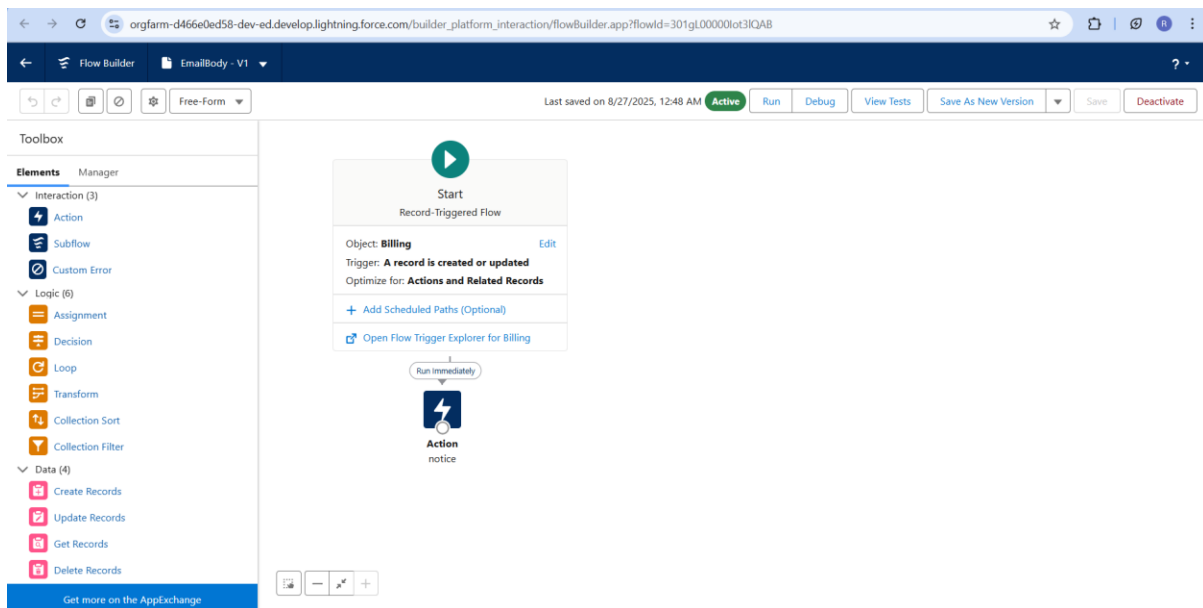 orgfarm-d466e0ed58-dev-ed.develop.lightning.force.com/builder_platform_interaction/flowBuilder.app?flowId=301gL00000Iot3lQAB
R
Flow Builder EmailBody - V1 ?
Free-Form Last saved on 8/27/2025, 12:48 AM Active Run Debug View Tests Save As New Version Save Deactivate
Toolbox
Elements Manager
Interaction (3)
Action
Subflow
Custom Error
Logic (6)
Assignment
Decision
Loop
Transform
Collection Sort
Collection Filter
Data (4)
Create Records
Update Records
Get Records
Delete Records
Get more on the AppExchange
Start
Record-Triggered Flow
Object: Billing Edit
Trigger: A record is created or updated
Optimize for: Actions and Related Records
+ Add Scheduled Paths (Optional)
Open Flow Trigger Explorer for Billing
Run Immediately
Action
notice